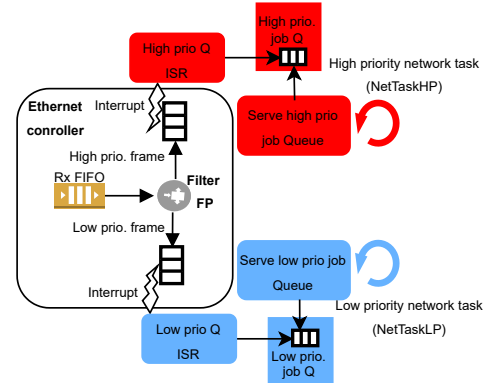 High prio.
job Q
High prio Q
ISR
High priority network task
(NetTaskHP)
Ethernet
conroller
Interrupt
Serve high prio
job Queue
High prio. frame
Rx FIFO
Filter
FP
Low prio. frame
Interrupt
Serve low prio job
Queue
Low priority network task
(NetTaskLP)
Low prio Q
ISR
Low prio.
job Q